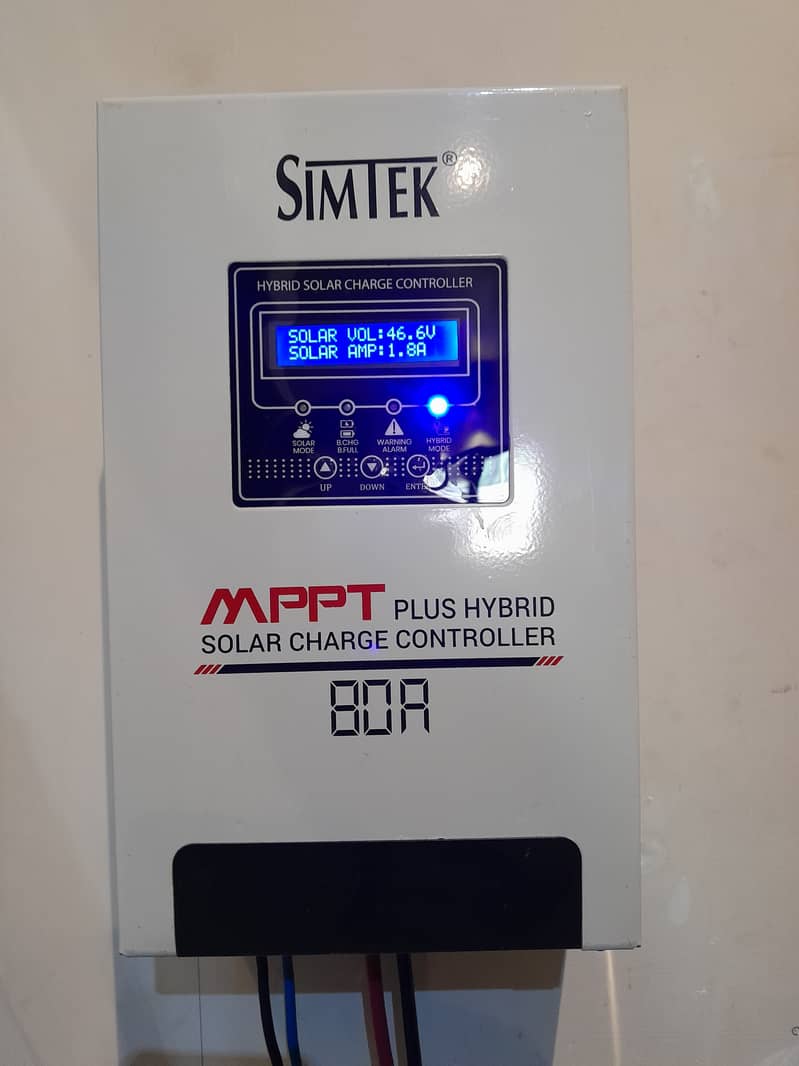 SIMTEK®
HYBRID SOLAR CHARGE CONTROLLER
SOLAR VOL:46.6V
SOLAR AMP:1.8A
SOLAR MODE
B.CHG B.FULL
WARNING ALARM
HYBRID MODE
UP
DOWN
ENTER
MPPT PLUS HYBRID
SOLAR CHARGE CONTROLLER
80A